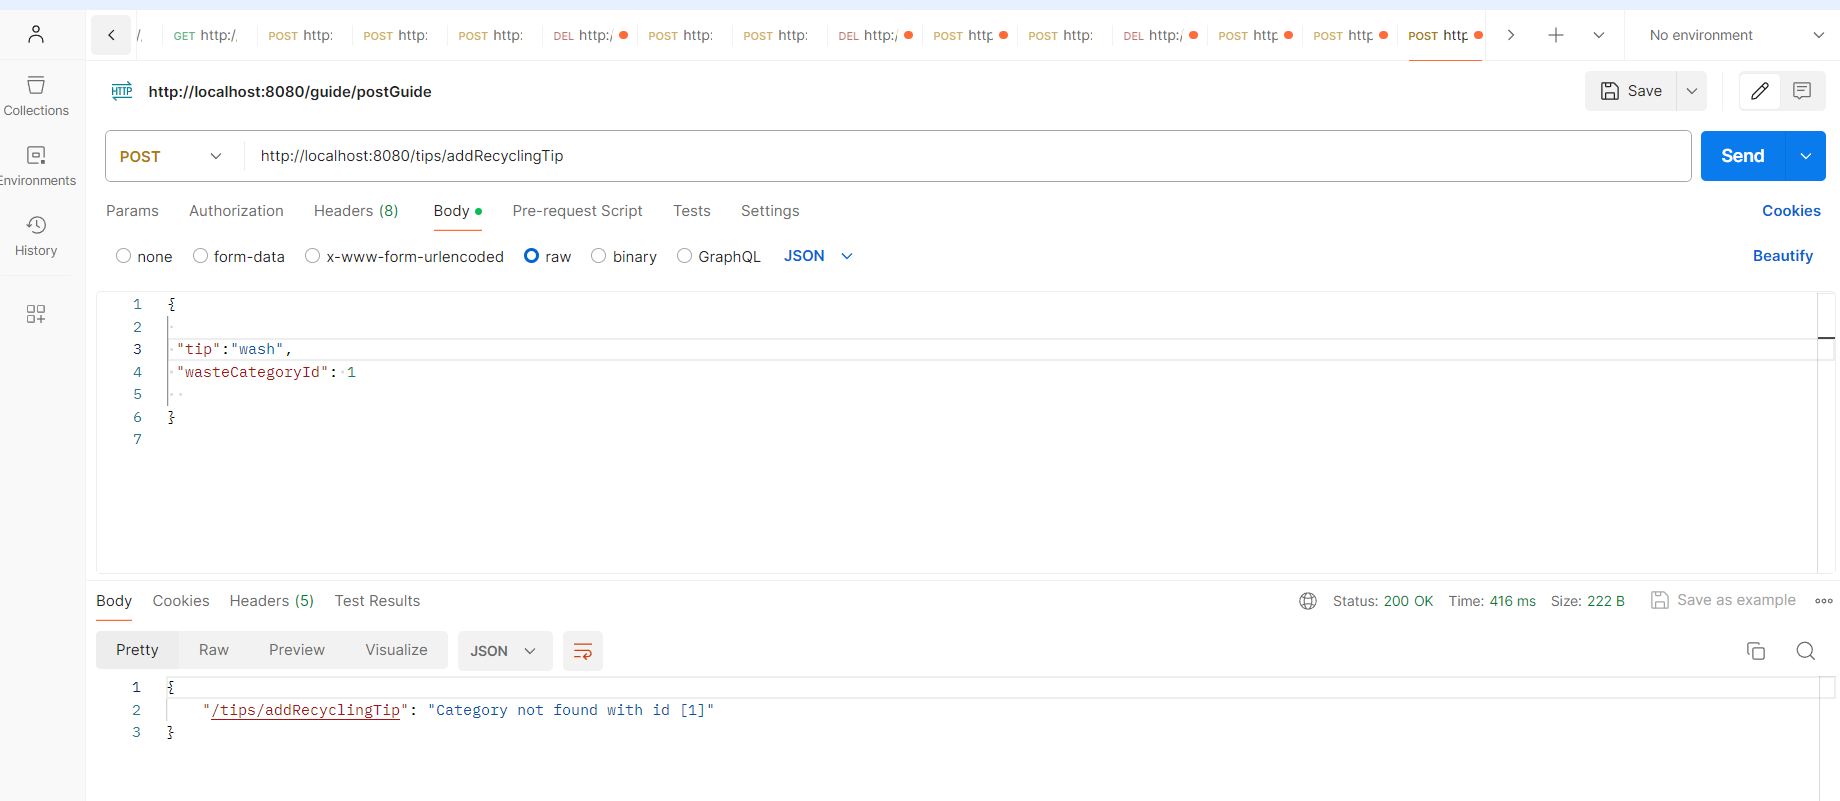 GET http:/
POST http:
POST http:
POST http:
DEL http:/
POST http:
POST http:
DEL http:/
POST http
POST http:
DEL http:/
POST http
POST http
POST http
No environment
Collections
Environments
History
HTTP http://localhost:8080/guide/postGuide
Save
POST http://localhost:8080/tips/addRecyclingTip
Send
Params Authorization Headers (8) Body Pre-request Script Tests Settings
Cookies
none form-data x-www-form-urlencoded raw binary GraphQL JSON
Beautify
1 {
2
3 "tip":"wash",
4 "wasteCategoryId": 1
5
6 }
7
Body Cookies Headers (5) Test Results
Status: 200 OK Time: 416 ms Size: 222 B Save as example
Pretty Raw Preview Visualize JSON
1 {
2 "/tips/addRecyclingTip": "Category not found with id [1]"
3 }